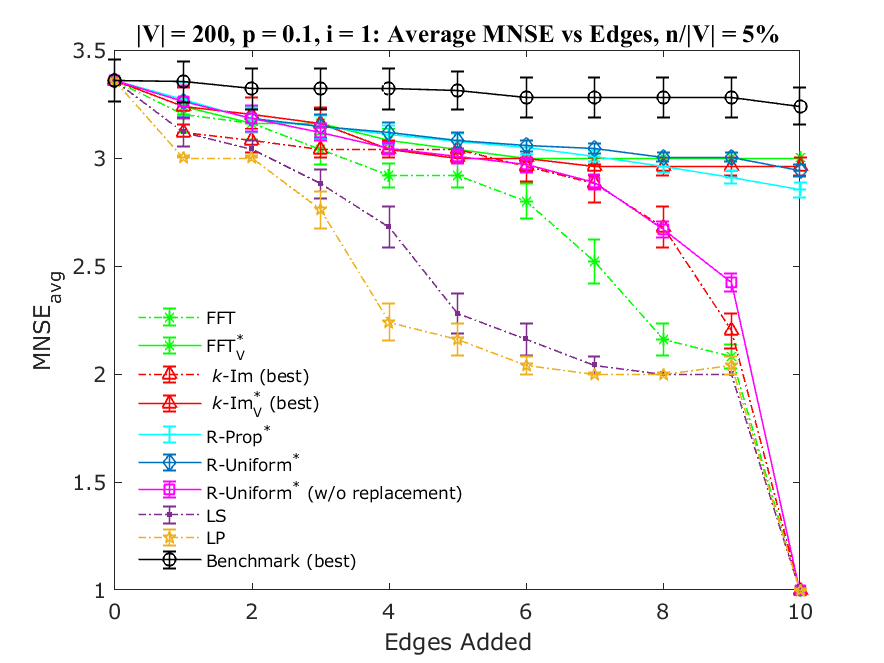 |V| = 200, p = 0.1, i = 1: Average MNSE vs Edges, n/|V| = 5%
3.5
3
2.5
2
1.5
1
MNSE_avg
FFT
FFT*_V
k-Im (best)
k-Im*_V (best)
R-Prop*
R-Uniform*
R-Uniform* (w/o replacement)
LS
LP
Benchmark (best)
0 2 4 6 8 10
Edges Added